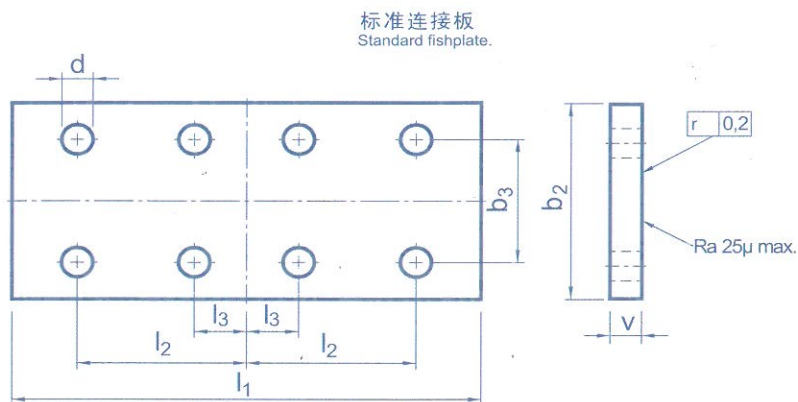 标准连接板
Standard fishplate.
d
r 0,2
b3
b2
Ra 25µ max.
l3 l3
v
l2 l2
l1